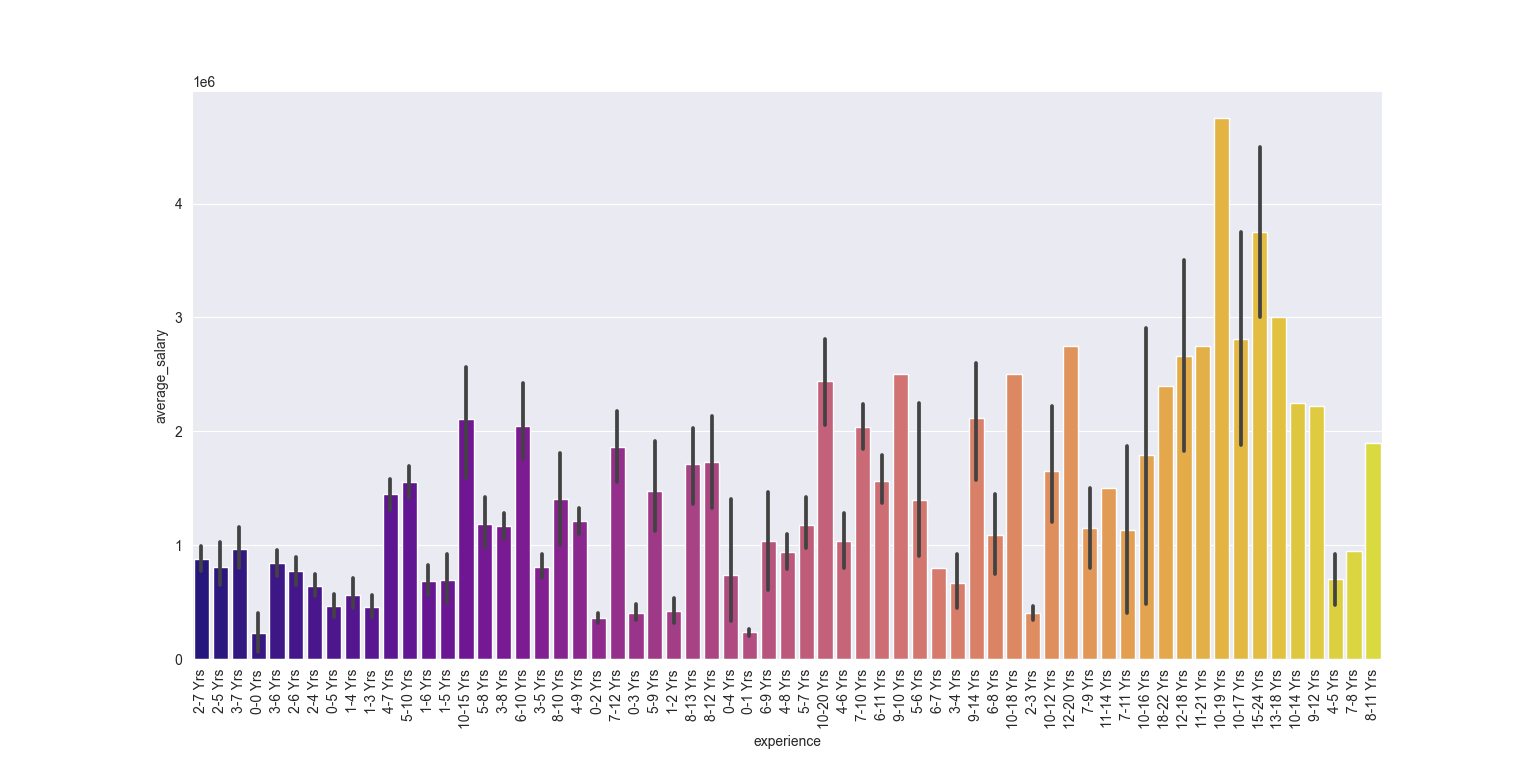 1e6
4
3
2
1
0
average_salary
2-7 Yrs
2-5 Yrs
3-7 Yrs
0-0 Yrs
3-6 Yrs
2-6 Yrs
2-4 Yrs
0-5 Yrs
1-4 Yrs
1-3 Yrs
4-7 Yrs
5-10 Yrs
1-6 Yrs
1-5 Yrs
10-15 Yrs
5-8 Yrs
3-8 Yrs
6-10 Yrs
3-5 Yrs
8-10 Yrs
4-9 Yrs
0-2 Yrs
7-12 Yrs
0-3 Yrs
5-9 Yrs
1-2 Yrs
8-13 Yrs
8-12 Yrs
0-4 Yrs
0-1 Yrs
6-9 Yrs
4-8 Yrs
5-7 Yrs
10-20 Yrs
4-6 Yrs
7-10 Yrs
6-11 Yrs
9-10 Yrs
5-6 Yrs
6-7 Yrs
3-4 Yrs
9-14 Yrs
6-8 Yrs
10-18 Yrs
2-3 Yrs
10-12 Yrs
12-20 Yrs
7-9 Yrs
11-14 Yrs
7-11 Yrs
10-16 Yrs
18-22 Yrs
12-18 Yrs
11-21 Yrs
10-19 Yrs
10-17 Yrs
15-24 Yrs
13-18 Yrs
10-14 Yrs
9-12 Yrs
4-5 Yrs
7-8 Yrs
8-11 Yrs
experience